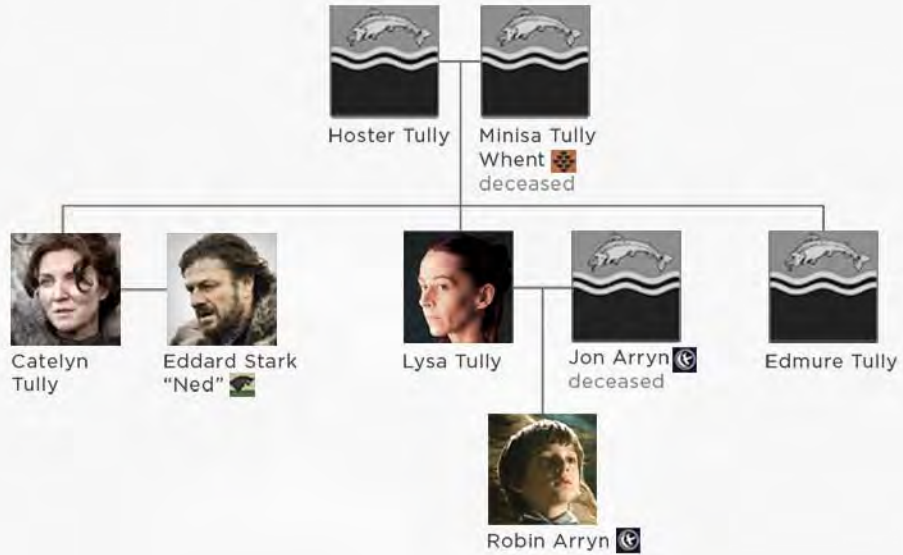 Hoster Tully
Minisa Tully
Whent
deceased
Catelyn
Tully
Eddard Stark
“Ned”
Lysa Tully
Jon Arryn
deceased
Edmure Tully
Robin Arryn